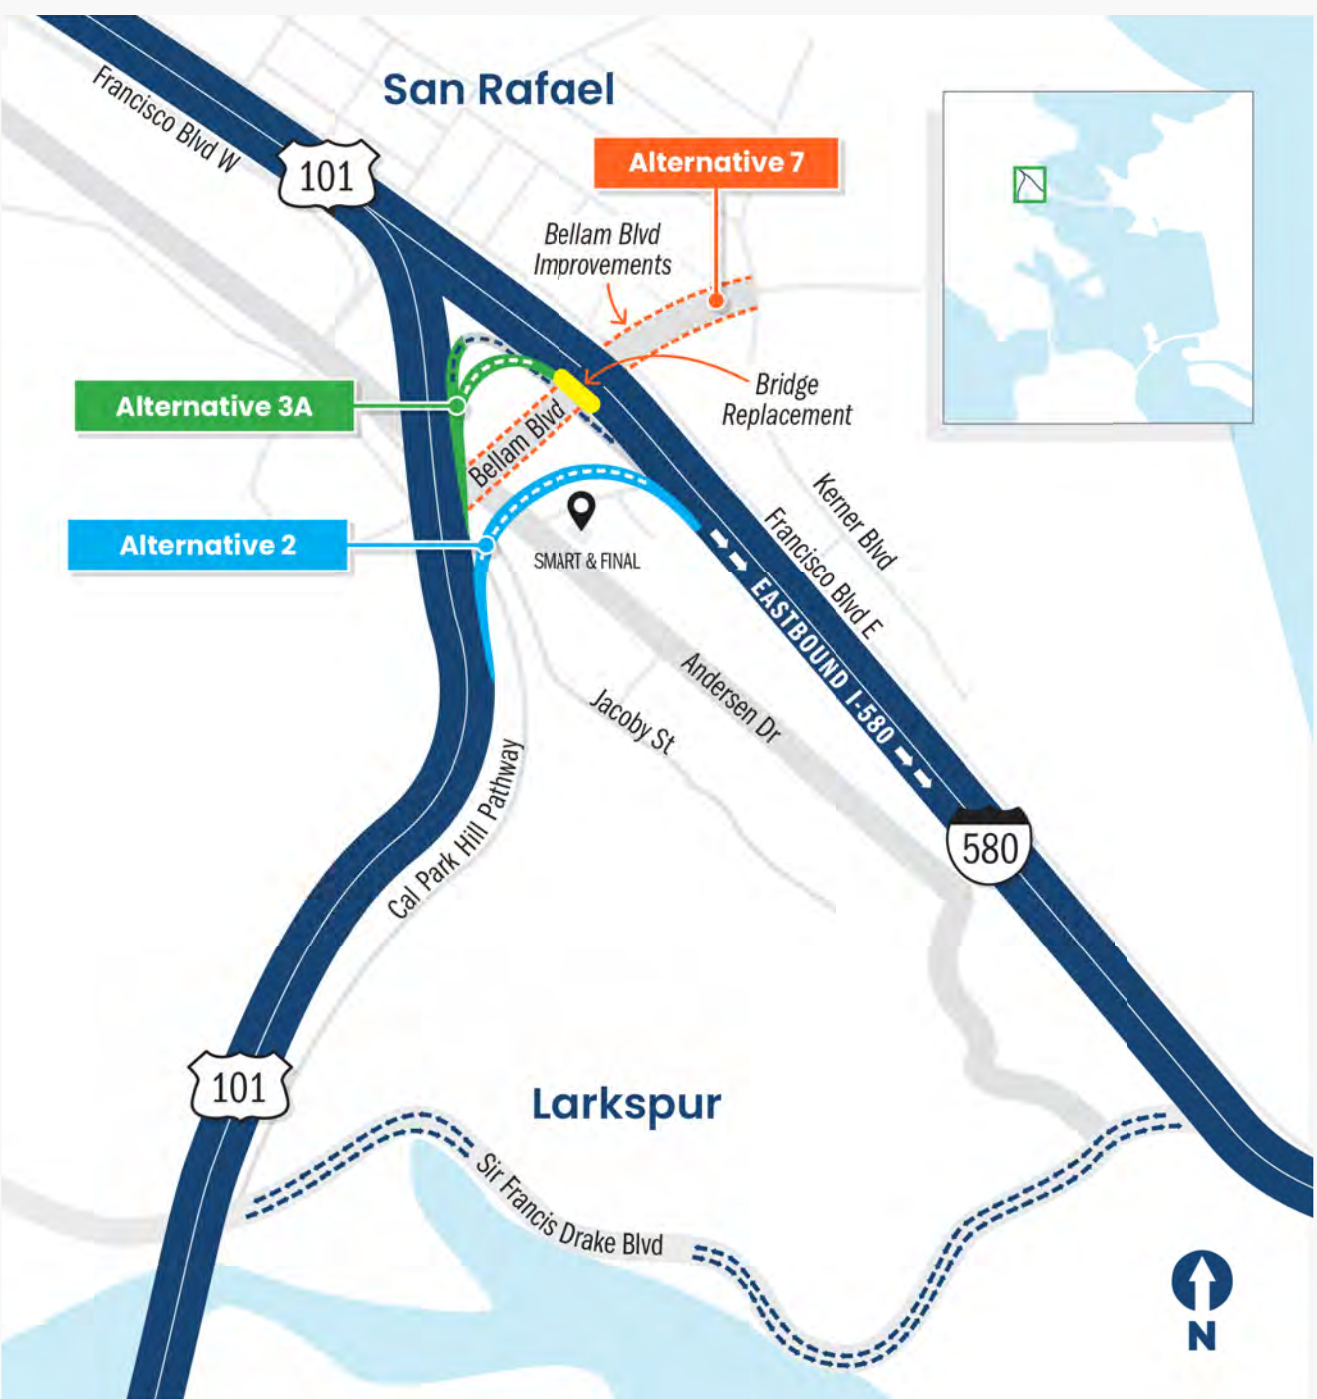 San Rafael
Francisco Blvd W
101
Alternative 7
Bellam Blvd
Improvements
Alternative 3A
Bridge
Replacement
Bellam Blvd
Alternative 2
SMART & FINAL
Kerner Blvd
Francisco Blvd E
EASTBOUND I-580
Andersen Dr
Jacoby St
Cal Park Hill Pathway
580
101
Larkspur
Sir Francis Drake Blvd
N